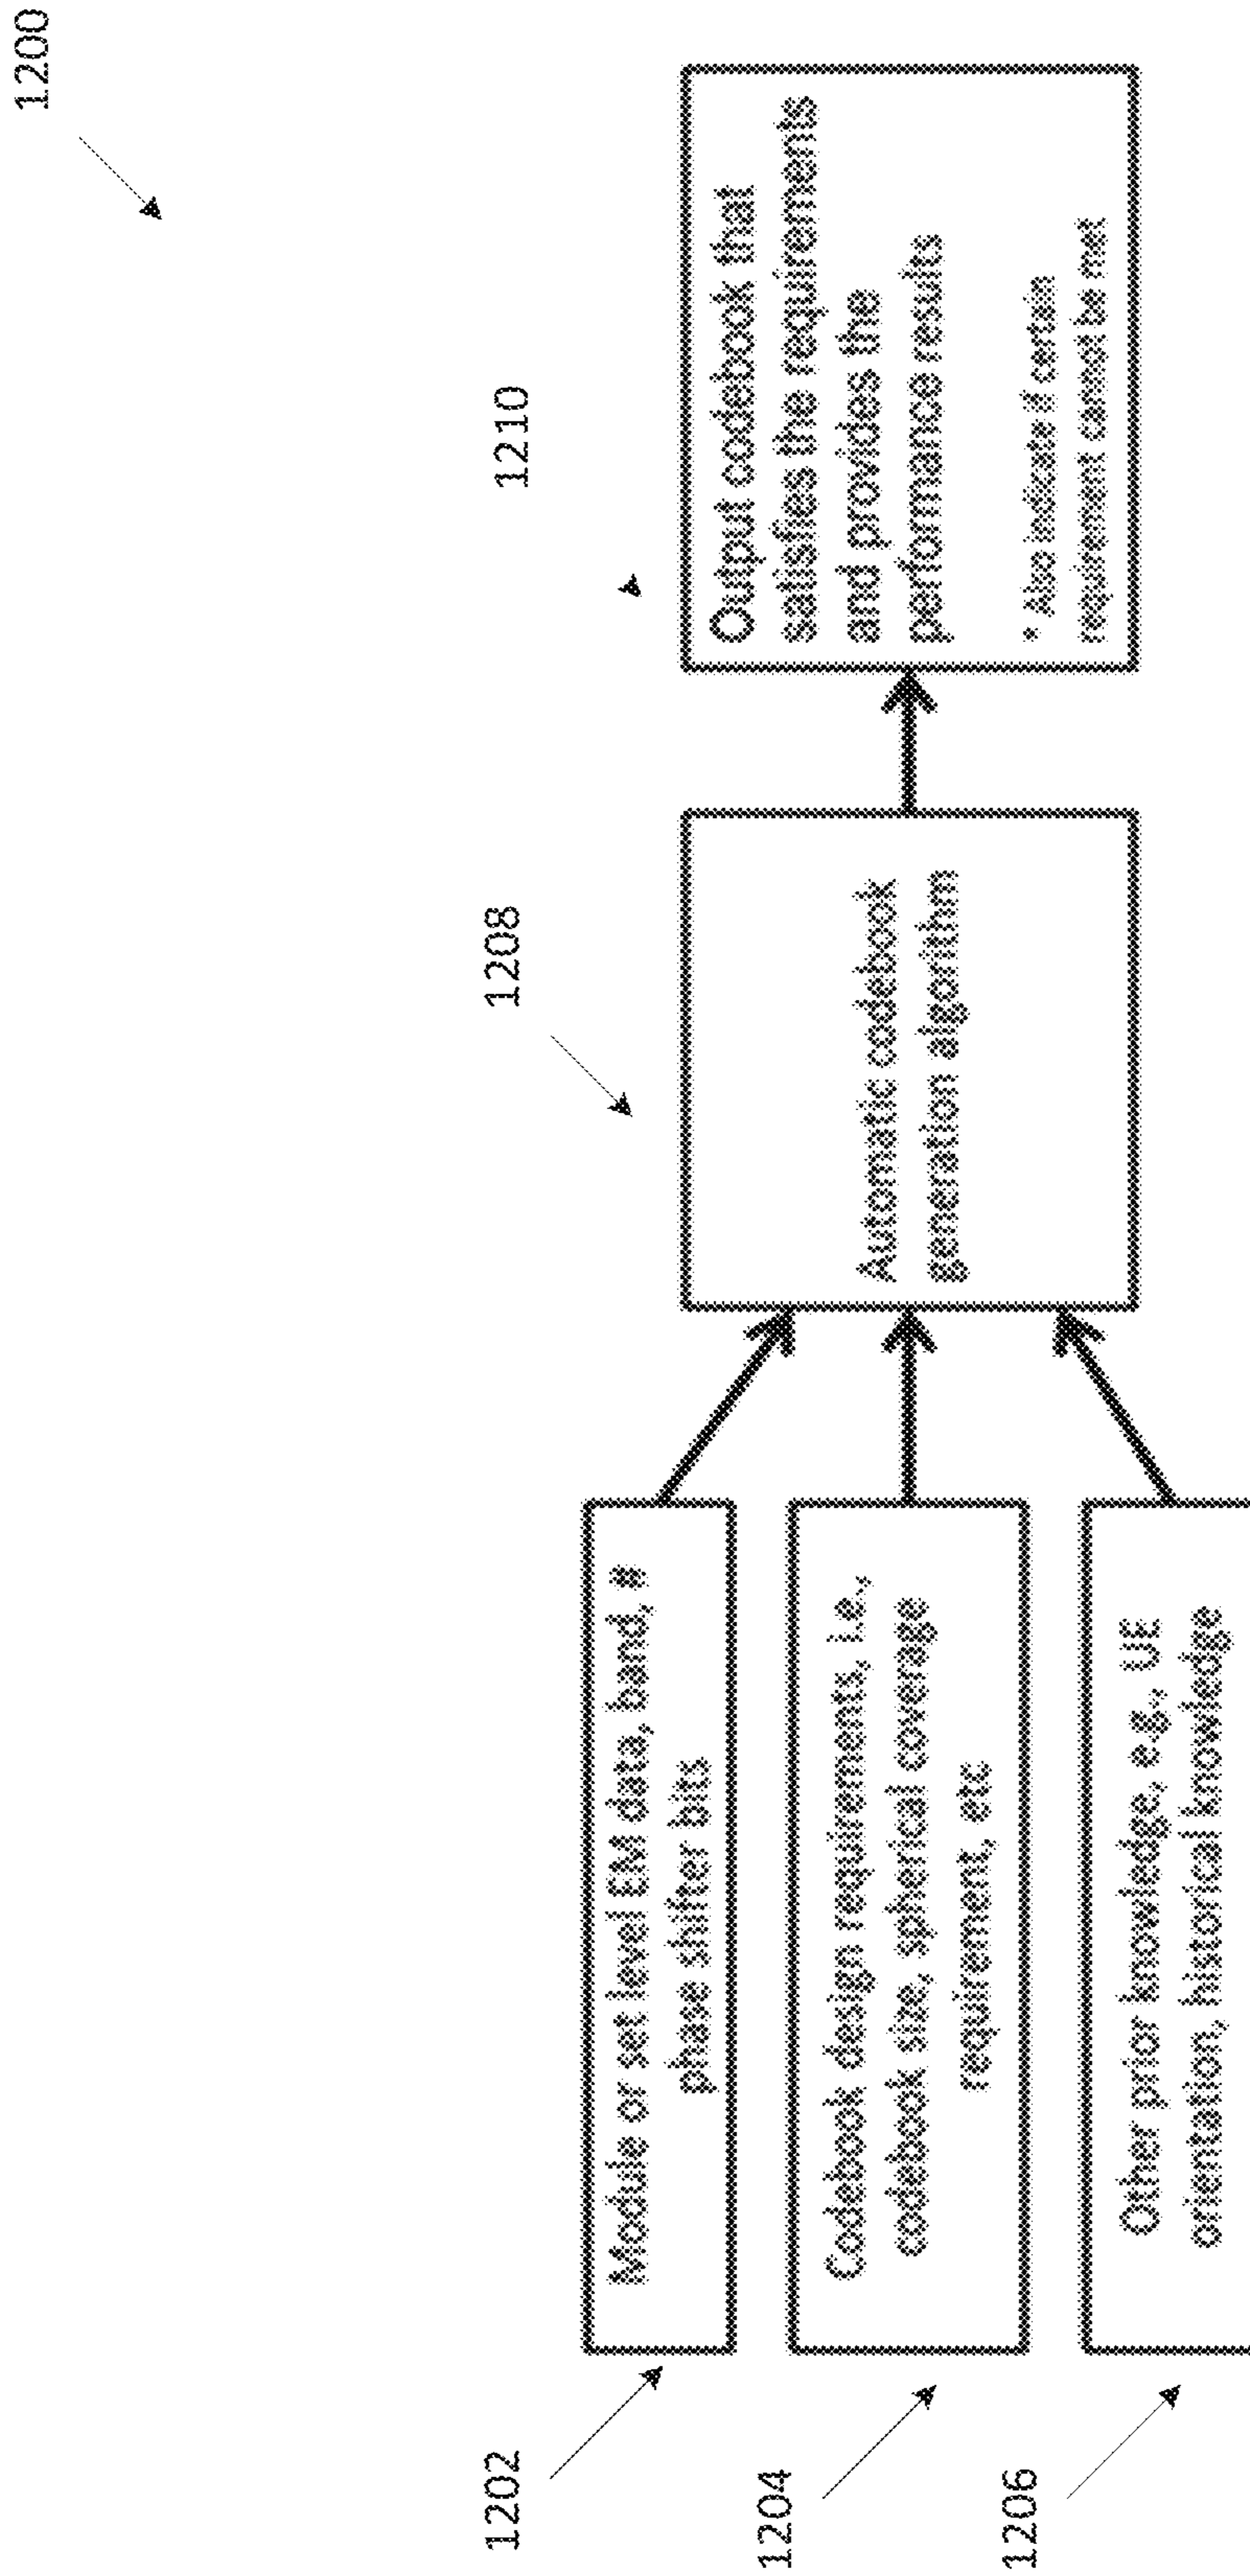 1200
1202
Module or set level EM data, band, #
phase shifter bits
1204
Codebook design requirements, i.e.,
codebook size, spherical coverage
requirement, etc
1206
Other prior knowledge, e.g., UE
orientation, historical knowledge
1208
Automatic codebook
generation algorithm
1210
Output codebook that
satisfies the requirements
and provides the
performance results
* Also indicate if certain
requirement cannot be met